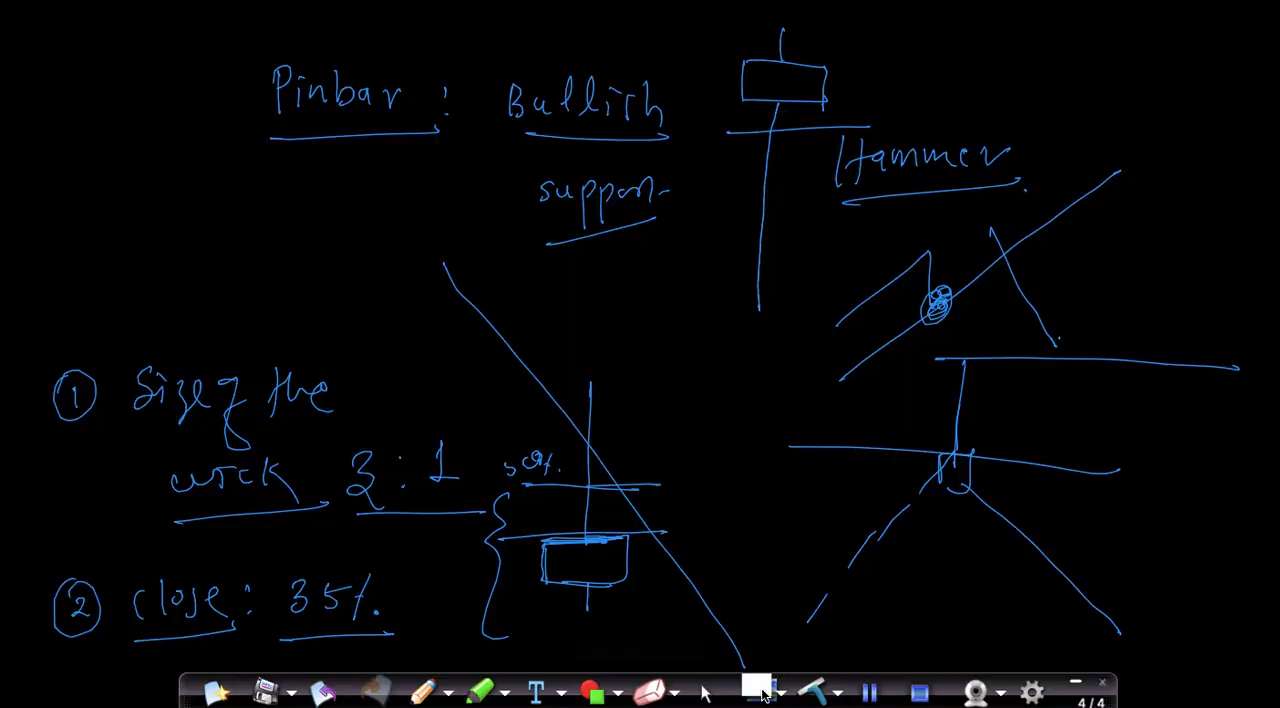 Pinbar : Bullish
support
Hammer
① Size of the
wick 3 : 1
50%.
② close : 35%.
T
4/4